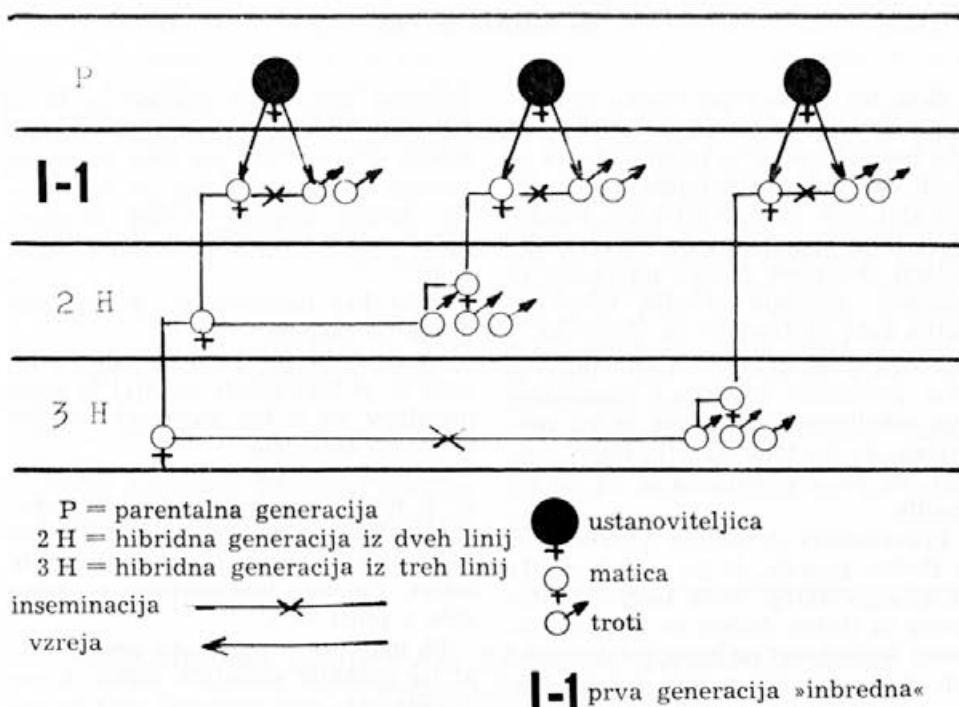 P
I-1
2 H
3 H
P = parentalna generacija
2 H = hibridna generacija iz dveh linij
3 H = hibridna generacija iz treh linij
inseminacija
vzreja
ustanoviteljica
matica
troti
I-1 prva generacija »inbredna«